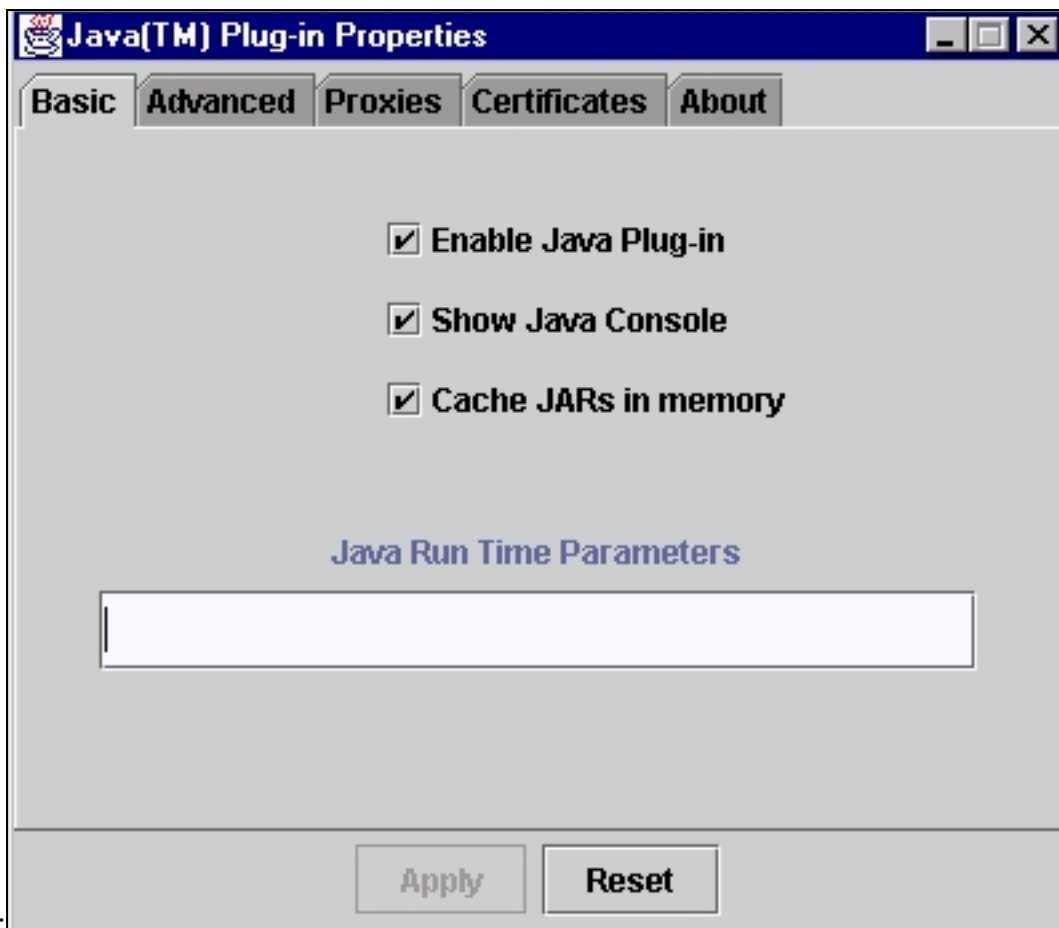 Java(TM) Plug-in Properties
Basic Advanced Proxies Certificates About
Enable Java Plug-in
Show Java Console
Cache JARs in memory
Java Run Time Parameters
Apply Reset